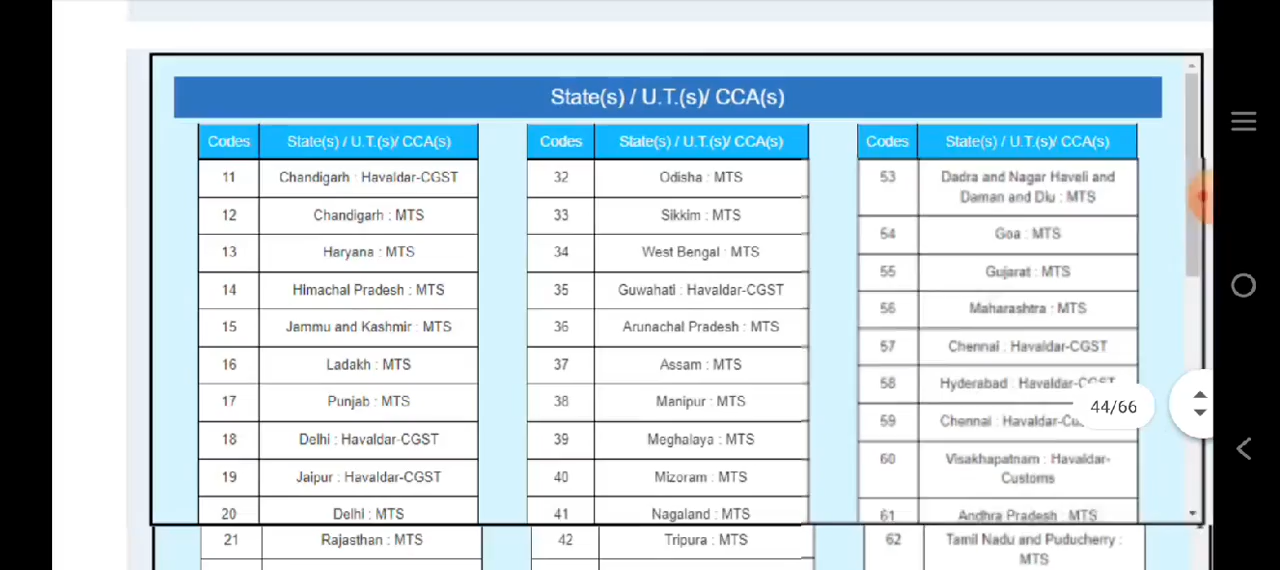 State(s) / U.T.(s)/ CCA(s)
Codes State(s) / U.T.(s)/ CCA(s)
11 Chandigarh : Havaldar-CGST
12 Chandigarh : MTS
13 Haryana : MTS
14 Himachal Pradesh : MTS
15 Jammu and Kashmir : MTS
16 Ladakh : MTS
17 Punjab : MTS
18 Delhi : Havaldar-CGST
19 Jaipur : Havaldar-CGST
20 Delhi : MTS
21 Rajasthan : MTS
Codes State(s) / U.T.(s)/ CCA(s)
32 Odisha : MTS
33 Sikkim : MTS
34 West Bengal : MTS
35 Guwahati : Havaldar-CGST
36 Arunachal Pradesh : MTS
37 Assam : MTS
38 Manipur : MTS
39 Meghalaya : MTS
40 Mizoram : MTS
41 Nagaland : MTS
42 Tripura : MTS
Codes State(s) / U.T.(s)/ CCA(s)
53 Dadra and Nagar Haveli and
Daman and Diu : MTS
54 Goa : MTS
55 Gujarat : MTS
56 Maharashtra : MTS
57 Chennai : Havaldar-CGST
58 Hyderabad : Havaldar-CGST
59 Chennai : Havaldar-Cu
60 Visakhapatnam : Havaldar-
Customs
61 Andhra Pradesh MTS
62 Tamil Nadu and Puducherry :
MTS
44/66